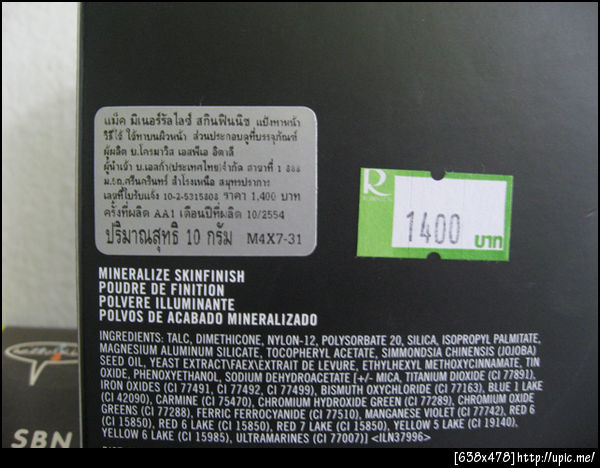 แม็ค มิเนอร์รัลไลซ์ สกินฟินนิช แป้งทาหน้า
วิธีใช้ ใช้ทาบนผิวหน้า ส่วนประกอบดูที่บรรจุภัณฑ์
ผู้ผลิต บ.โครมาวิส เอสพีเอ อิตาลี
ผู้นำเข้า บ.เอลก้า(ประเทศไทย)จำกัด สาขาที่ 1 888
ม.5ถ.ศรีนครินทร์ สำโรงเหนือ สมุทรปราการ
เลขที่ใบรับแจ้ง 10-2-5315808 ราคา 1,400 บาท
ครั้งที่ผลิต AA1 เดือนปีที่ผลิต 10/2554
ปริมาณสุทธิ 10 กรัม M4X7-31
R
1400 บาท
MINERALIZE SKINFINISH
POUDRE DE FINITION
POLVERE ILLUMINANTE
POLVOS DE ACABADO MINERALIZADO
INGREDIENTS: TALC, DIMETHICONE, NYLON-12, POLYSORBATE 20, SILICA, ISOPROPYL PALMITATE,
MAGNESIUM ALUMINUM SILICATE, TOCOPHERYL ACETATE, SIMMONDSIA CHINENSIS (JOJOBA)
SEED OIL, YEAST EXTRACT\FAEX\EXTRAIT DE LEVURE, ETHYLHEXYL METHOXYCINNAMATE, TIN
OXIDE, PHENOXYETHANOL, SODIUM DEHYDROACETATE [+/- MICA, TITANIUM DIOXIDE (CI 77891),
IRON OXIDES (CI 77491, CI 77492, CI 77499), BISMUTH OXYCHLORIDE (CI 77163), BLUE 1 LAKE
(CI 42090), CARMINE (CI 75470), CHROMIUM HYDROXIDE GREEN (CI 77289), CHROMIUM OXIDE
GREENS (CI 77288), FERRIC FERROCYANIDE (CI 77510), MANGANESE VIOLET (CI 77742), RED 6
(CI 15850), RED 6 LAKE (CI 15850), RED 7 LAKE (CI 15850), YELLOW 5 LAKE (CI 19140),
YELLOW 6 LAKE (CI 15985), ULTRAMARINES (CI 77007)] <ILN37996>
SBN
[638x478]http://upic.me/